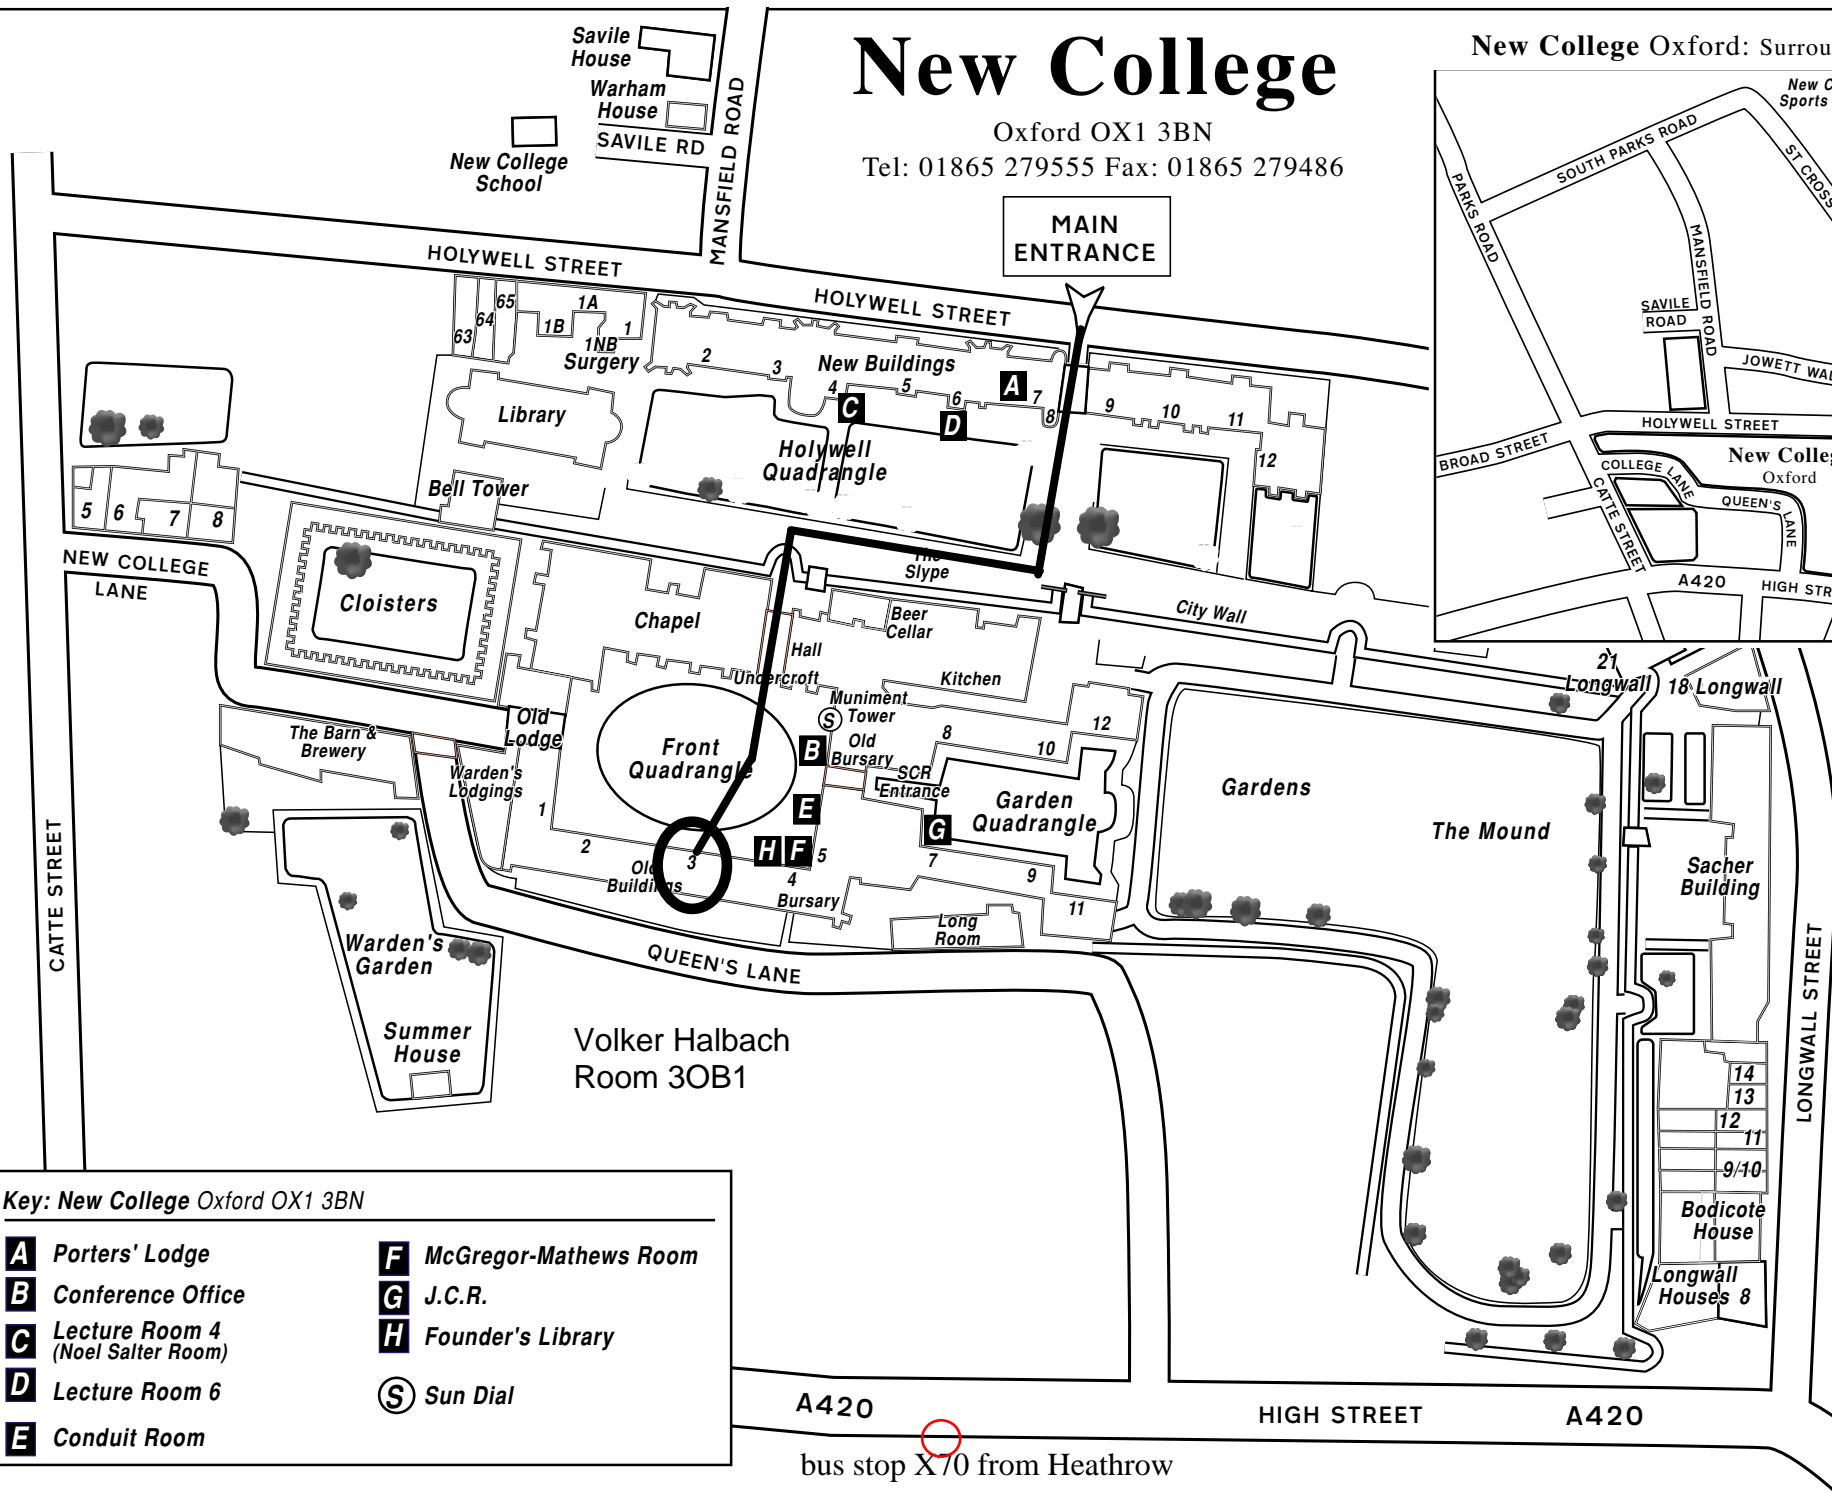 New College
Oxford OX1 3BN
Tel: 01865 279555 Fax: 01865 279486
MAIN
ENTRANCE
Savile
House
Warham
House
SAVILE RD
New College
School
MANSFIELD ROAD
HOLYWELL STREET
HOLYWELL STREET
63
64
65
1A
1B
1
1NB
Surgery
2
3
New Buildings
4
5
6
7
8
A
C
D
9
10
11
12
Library
Holywell
Quadrangle
Bell Tower
5
6
7
8
NEW COLLEGE
LANE
Cloisters
Chapel
The
Slype
Beer
Cellar
City Wall
Hall
Undercroft
Kitchen
Muniment
Tower
S
Old
Lodge
The Barn &
Brewery
Warden's
Lodgings
Front
Quadrangle
B
Old
Bursary
SCR
Entrance
8
10
12
E
Garden
Quadrangle
G
H
F
5
1
2
3
4
Old
Buildings
Bursary
7
9
11
Long
Room
Gardens
The Mound
21
Longwall
18 Longwall
Sacher
Building
LONGWALL STREET
14
13
12
11
9/10
Bodicote
House
Longwall
Houses 8
CATTE STREET
Warden's
Garden
Summer
House
QUEEN'S LANE
Volker Halbach
Room 3OB1
Key: New College Oxford OX1 3BN
A Porters' Lodge
B Conference Office
C Lecture Room 4
(Noel Salter Room)
D Lecture Room 6
E Conduit Room
F McGregor-Mathews Room
G J.C.R.
H Founder's Library
S Sun Dial
A420
HIGH STREET
A420
bus stop X70 from Heathrow
New College Oxford: Surrou
New C
Sports
SOUTH PARKS ROAD
ST CROSS
PARKS ROAD
MANSFIELD ROAD
SAVILE
ROAD
JOWETT WAL
HOLYWELL STREET
BROAD STREET
New Colleg
Oxford
COLLEGE LANE
QUEEN'S LANE
CATTE STREET
A420
HIGH STR